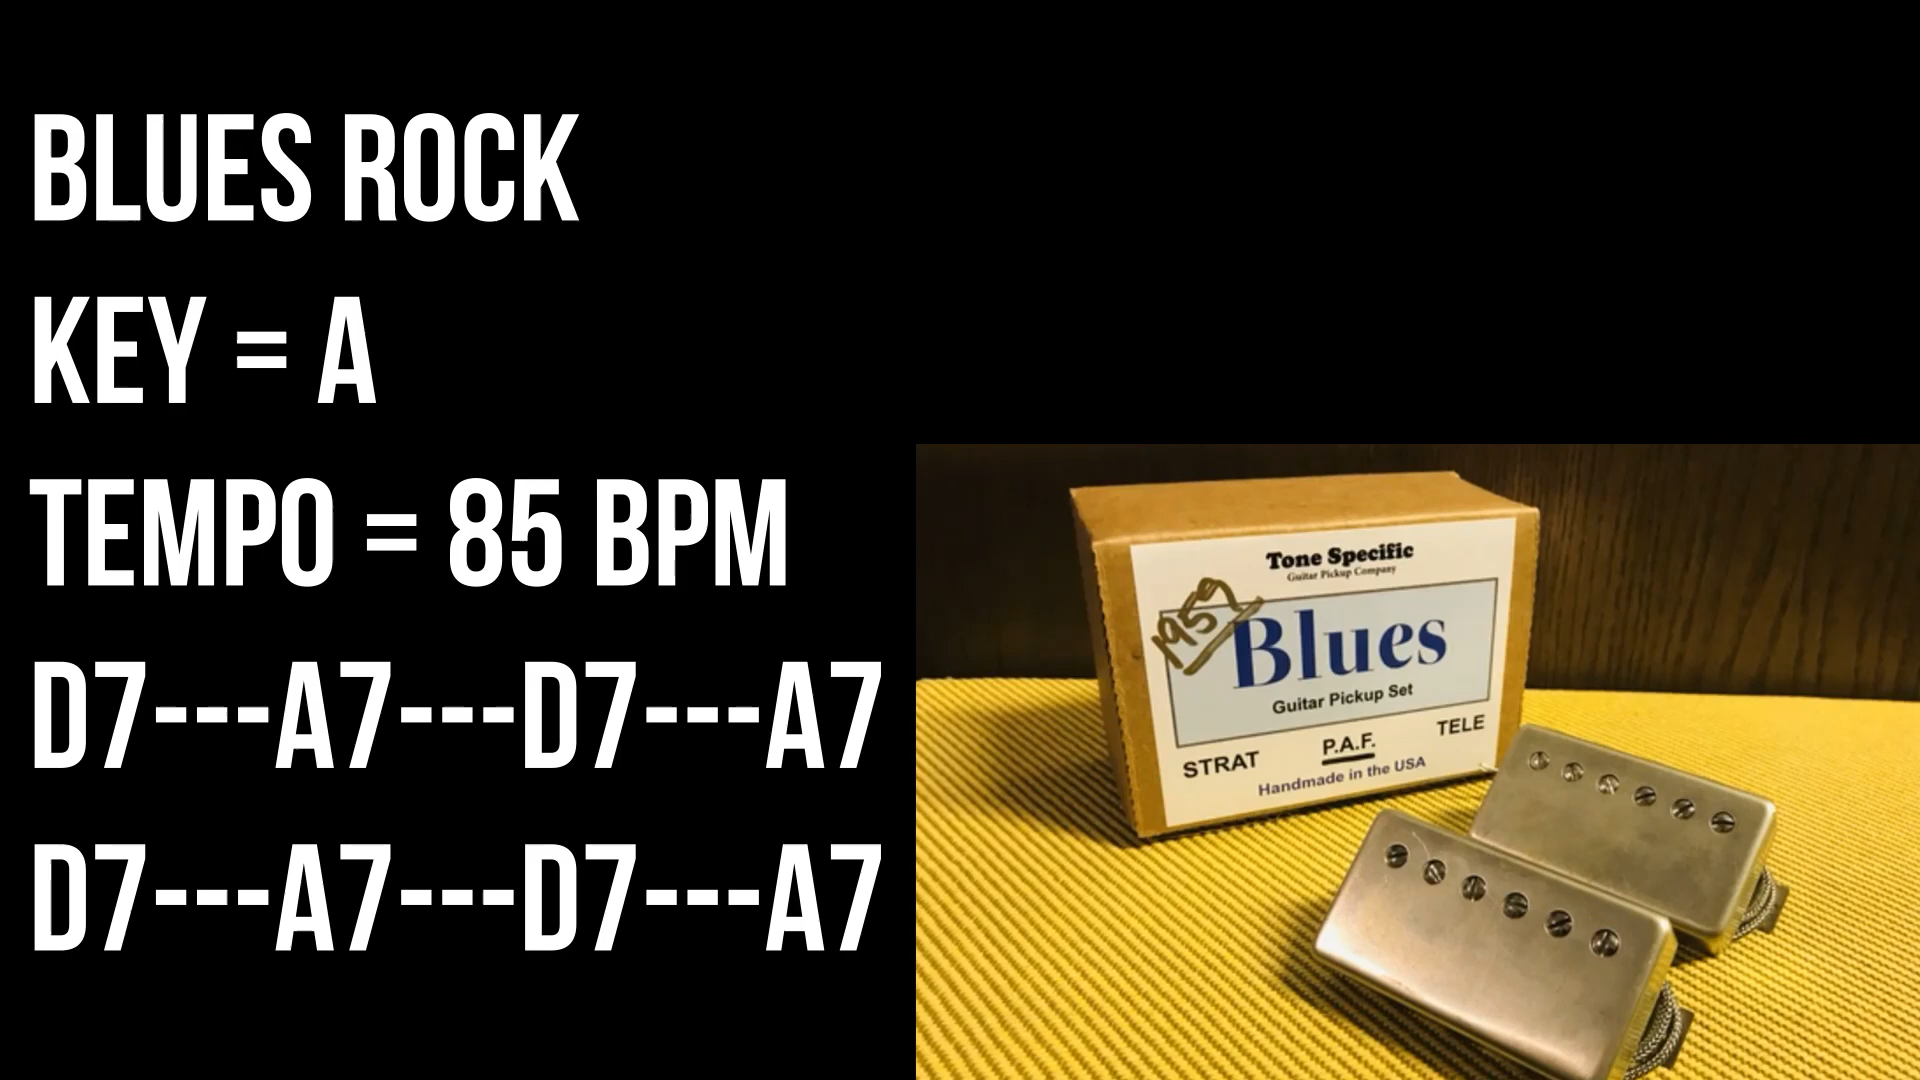 BLUES ROCK
KEY = A
TEMPO = 85 BPM
D7---A7---D7---A7
D7---A7---D7---A7
Tone Specific
Guitar Pickup Company
Blues
Guitar Pickup Set
STRAT P.A.F. TELE
Handmade in the USA